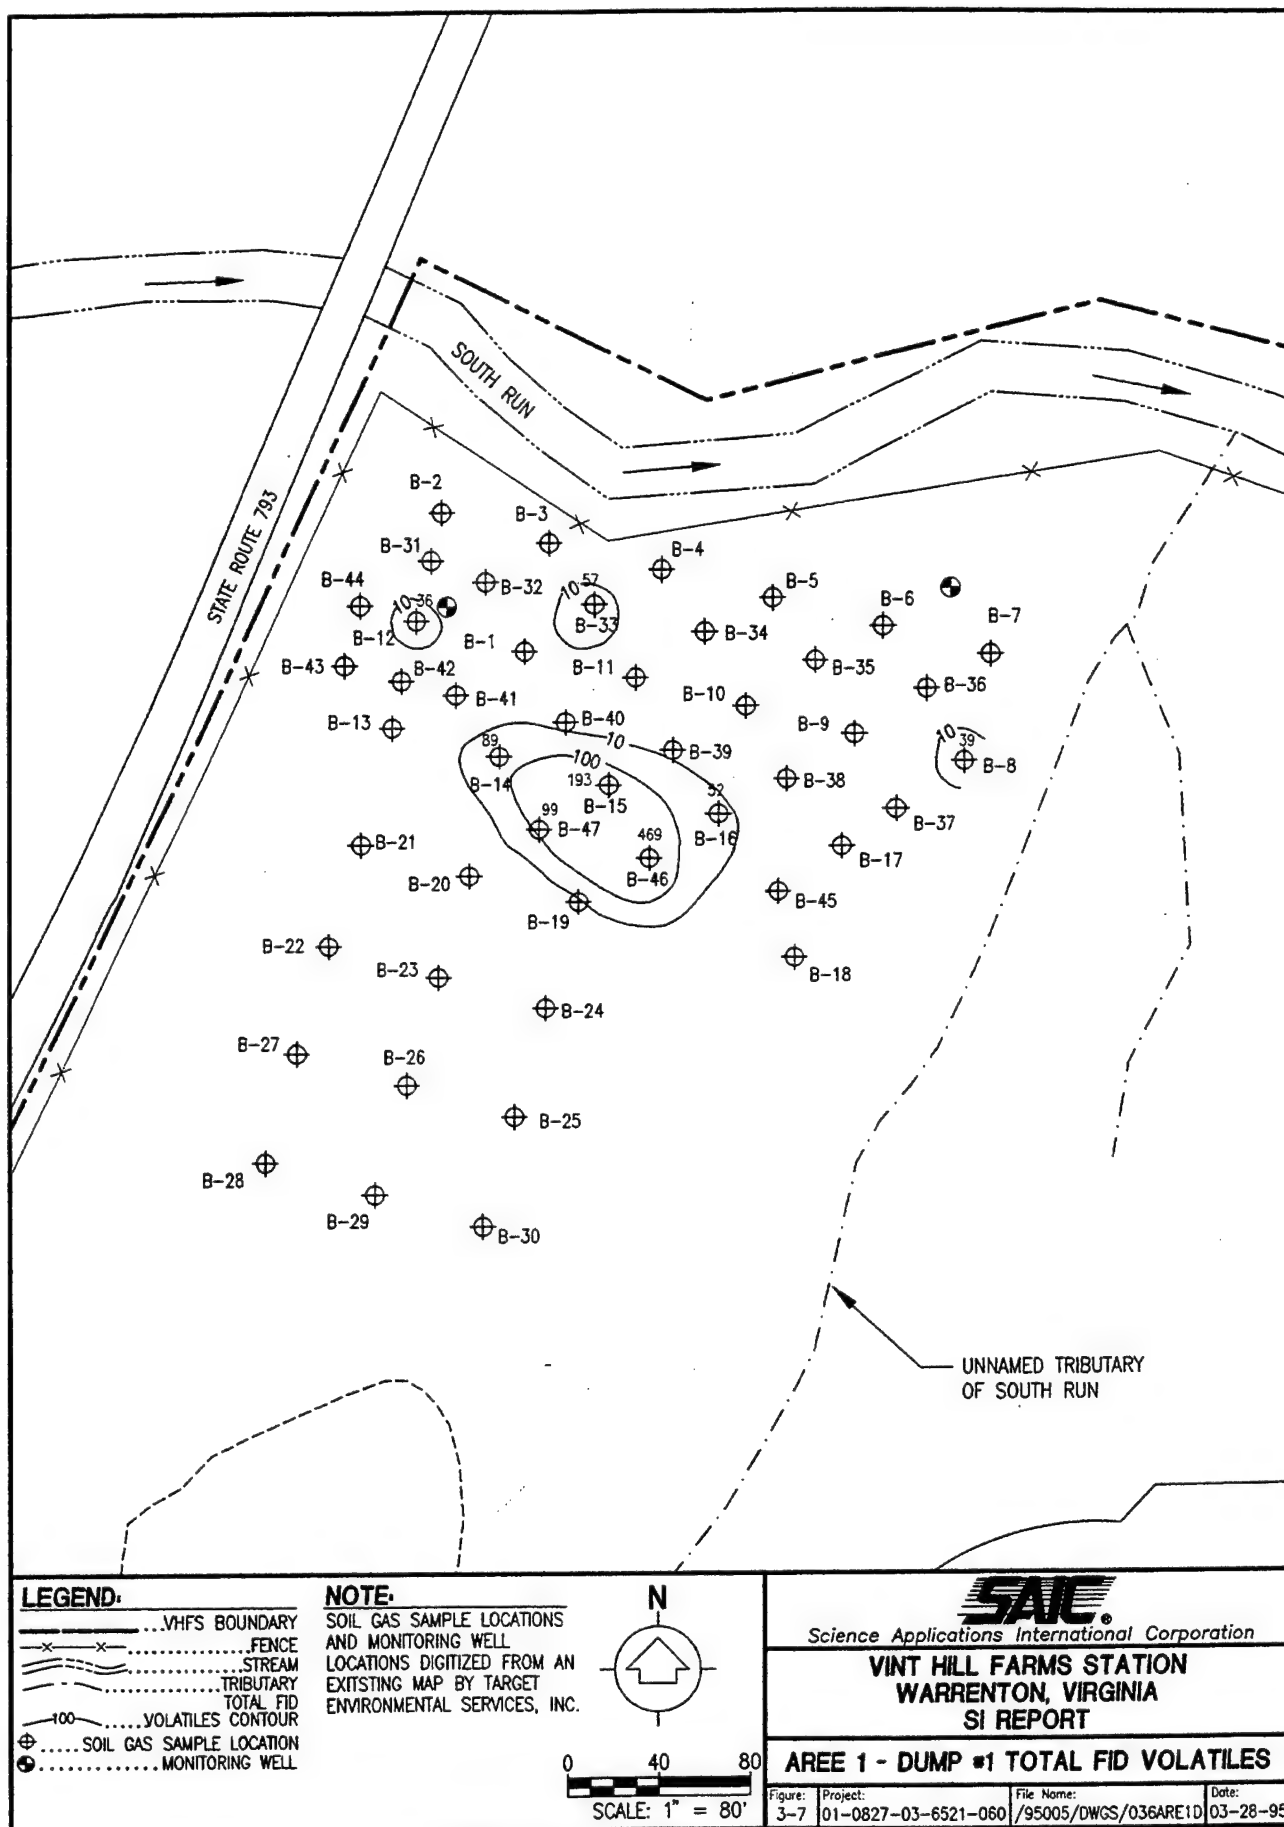 SOUTH RUN
STATE ROUTE 793
B-2
B-3
B-31
B-4
B-44
B-32
10
57
B-5
10
36
B-33
B-6
B-12
B-1
B-34
B-7
B-43
B-42
B-11
B-35
B-41
B-10
B-36
B-13
B-40
B-9
10
89
10
B-39
39
B-14
100
B-8
193
B-38
B-15
52
99
B-47
B-16
B-37
469
B-21
B-46
B-17
B-20
B-19
B-45
B-22
B-23
B-18
B-24
B-27
B-26
B-25
B-28
B-29
B-30
UNNAMED TRIBUTARY
OF SOUTH RUN
LEGEND:
VHFS BOUNDARY
FENCE
STREAM
TRIBUTARY
TOTAL FID
100 VOLATILES CONTOUR
SOIL GAS SAMPLE LOCATION
MONITORING WELL
NOTE:
SOIL GAS SAMPLE LOCATIONS
AND MONITORING WELL
LOCATIONS DIGITIZED FROM AN
EXITSTING MAP BY TARGET
ENVIRONMENTAL SERVICES, INC.
N
0 40 80
SCALE: 1" = 80'
SAIC®
Science Applications International Corporation
VINT HILL FARMS STATION
WARRENTON, VIRGINIA
SI REPORT
AREE 1 - DUMP #1 TOTAL FID VOLATILES
Figure: 3-7
Project: 01-0827-03-6521-060
File Name: /95005/DWGS/036ARE1D
Date: 03-28-95